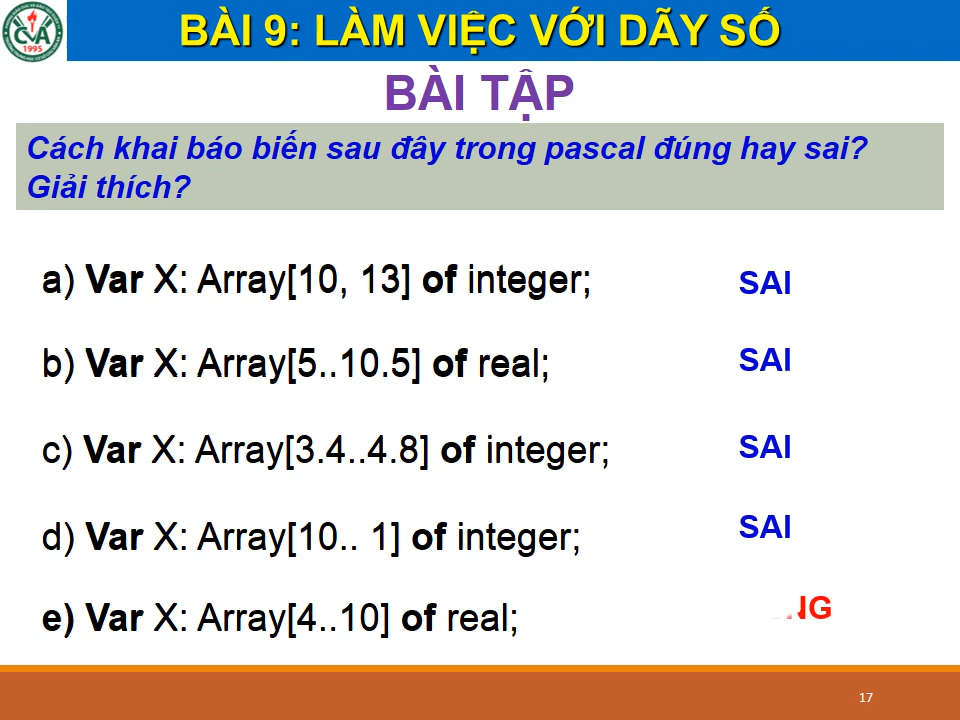 BÀI 9: LÀM VIỆC VỚI DÃY SỐ
BÀI TẬP
Cách khai báo biến sau đây trong pascal đúng hay sai?
Giải thích?
a) Var X: Array[10, 13] of integer; SAI
b) Var X: Array[5..10.5] of real; SAI
c) Var X: Array[3.4..4.8] of integer; SAI
d) Var X: Array[10.. 1] of integer; SAI
e) Var X: Array[4..10] of real;
17
CVA
1995